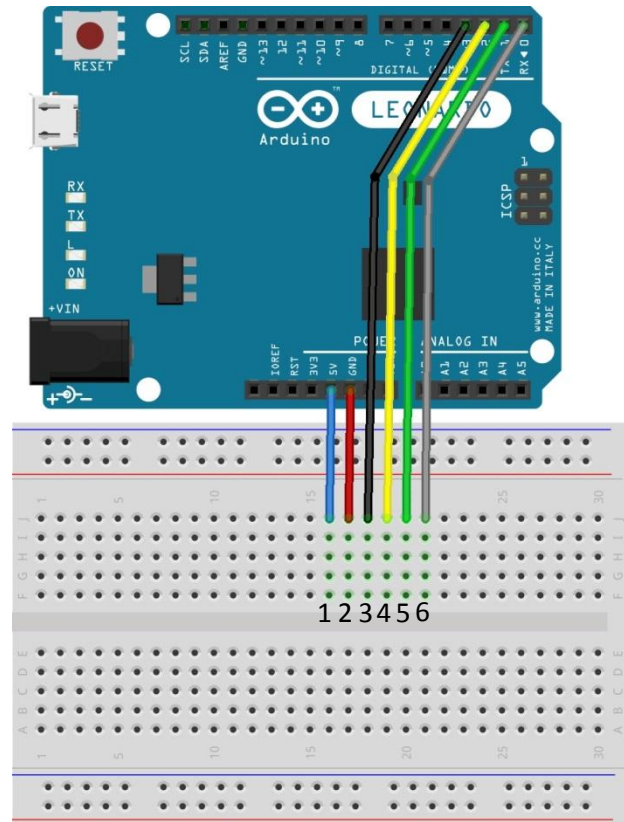 RESET
SCL
SDA
AREF
GND
~13
12
~11
~10
~9
8
7
~6
~5
4
3
2
1
RX◄0
DIGITAL
™
LEONARDO
Arduino
1
ICSP
RX
TX
L
ON
www.arduino.cc
MADE IN ITALY
+VIN
ANALOG IN
IOREF
RST
3V3
5V
GND
A1
A2
A3
A4
A5
+ -
1 5 10 15 25 30
J
I
H
G
F
1 2 3 4 5 6
E
D
C
B
A
1 5 10 15 20 25 30